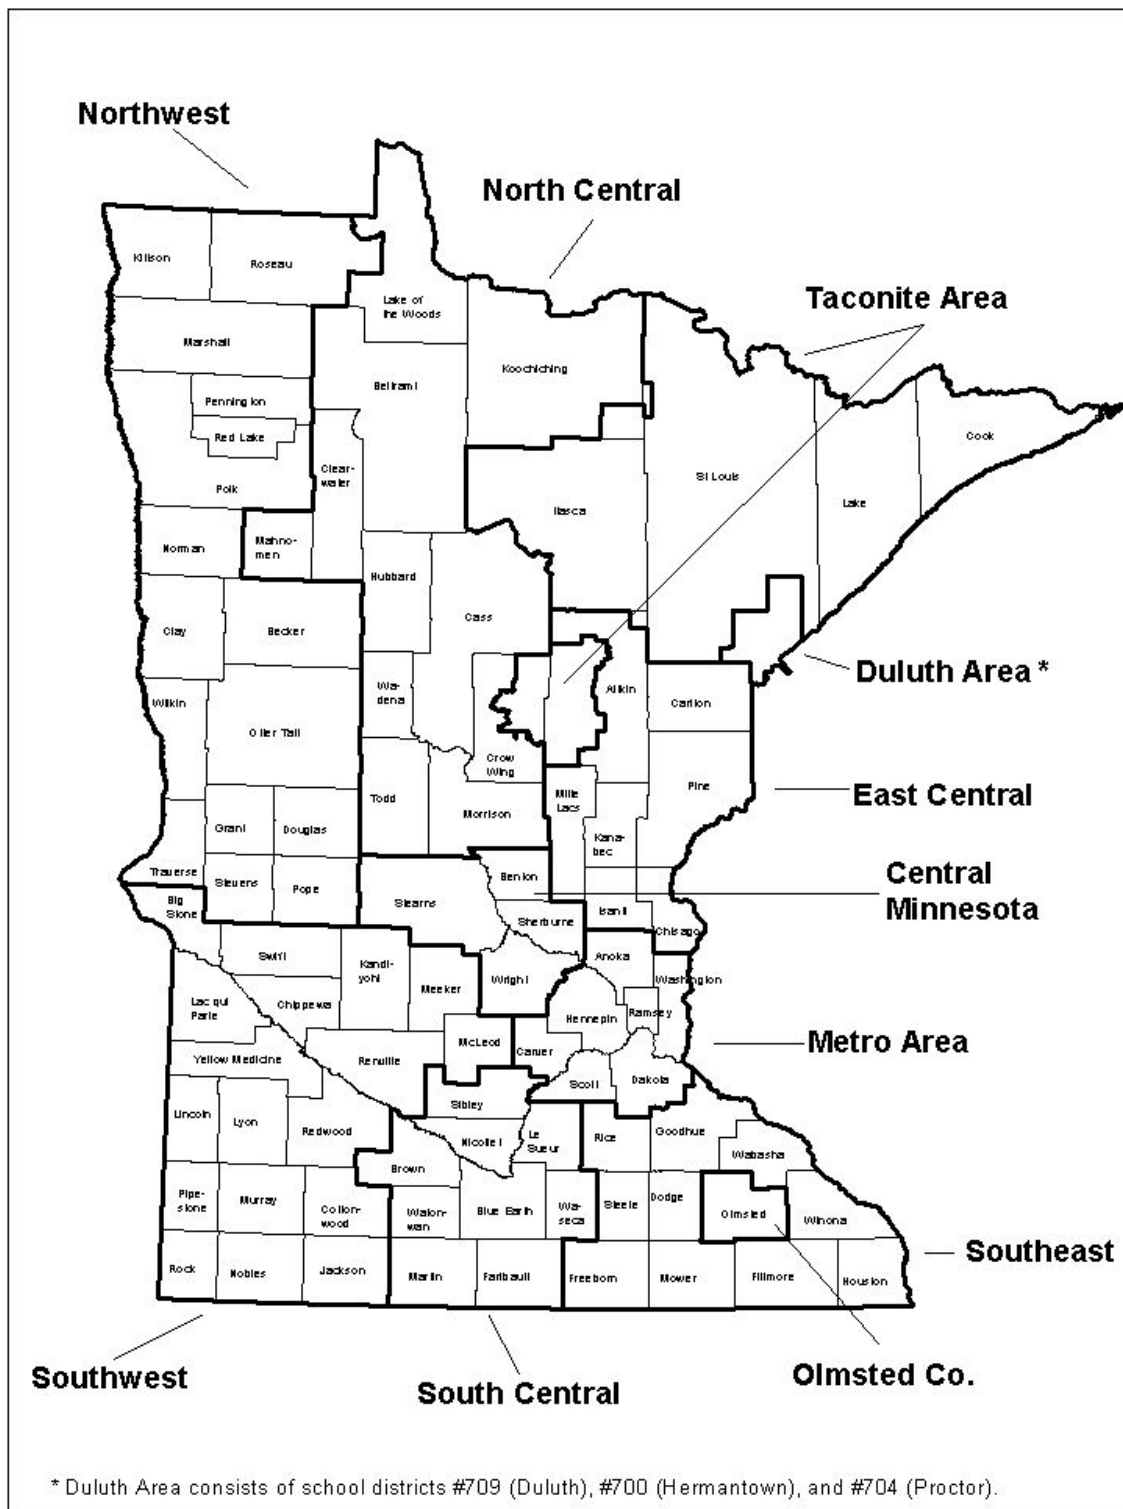 Northwest
North Central
Taconite Area
Kittson
Roseau
Lake of
the Woods
Marshall
Koochiching
Beltrami
Pennington
Red Lake
Cook
Clear-
water
St Louis
Polk
Lake
Itasca
Norman
Mahno-
men
Hubbard
Cass
Clay
Becker
Duluth Area *
Wa-
dena
Aitkin
Carlton
Wilkin
Otter Tail
Crow
Wing
Pine
East Central
Todd
Mille
Lacs
Morrison
Grant
Douglas
Kana-
bec
Traverse
Stevens
Pope
Benton
Central
Minnesota
Big
Stone
Stearns
Sherburne
Isanti
Chisago
Swift
Kandi-
yohi
Wright
Anoka
Washington
Meeker
Lac qui
Parle
Chippewa
Hennepin
Ramsey
Metro Area
McLeod
Carver
Yellow Medicine
Renville
Scott
Dakota
Sibley
Lincoln
Lyon
Redwood
Nicollet
Le
Sueur
Rice
Goodhue
Wabasha
Brown
Pipe-
stone
Murray
Cotton-
wood
Waton-
wan
Blue Earth
Wa-
seca
Steele
Dodge
Olmsted
Winona
Southeast
Rock
Nobles
Jackson
Martin
Faribault
Freeborn
Mower
Fillmore
Houston
Southwest
South Central
Olmsted Co.
* Duluth Area consists of school districts #709 (Duluth), #700 (Hermantown), and #704 (Proctor).